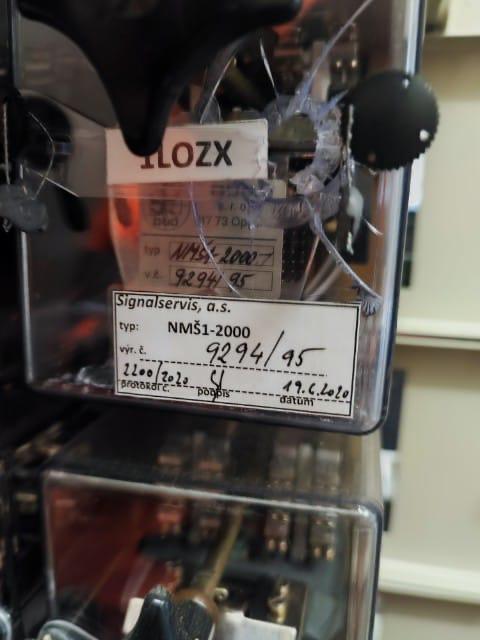 1LOZX
s. r. o.
typ NMŠ1-2000
v.č. 9294/95
Signalservis, a.s.
typ: NMŠ1-2000
výr. č. 9294/95
2200/2020 19.6.2020
protokol č. podpis datum